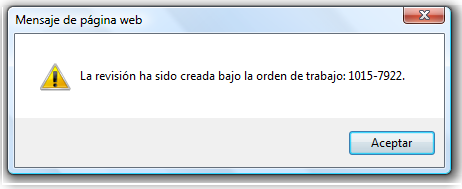 Mensaje de página web
La revisión ha sido creada bajo la orden de trabajo: 1015-7922.
Aceptar